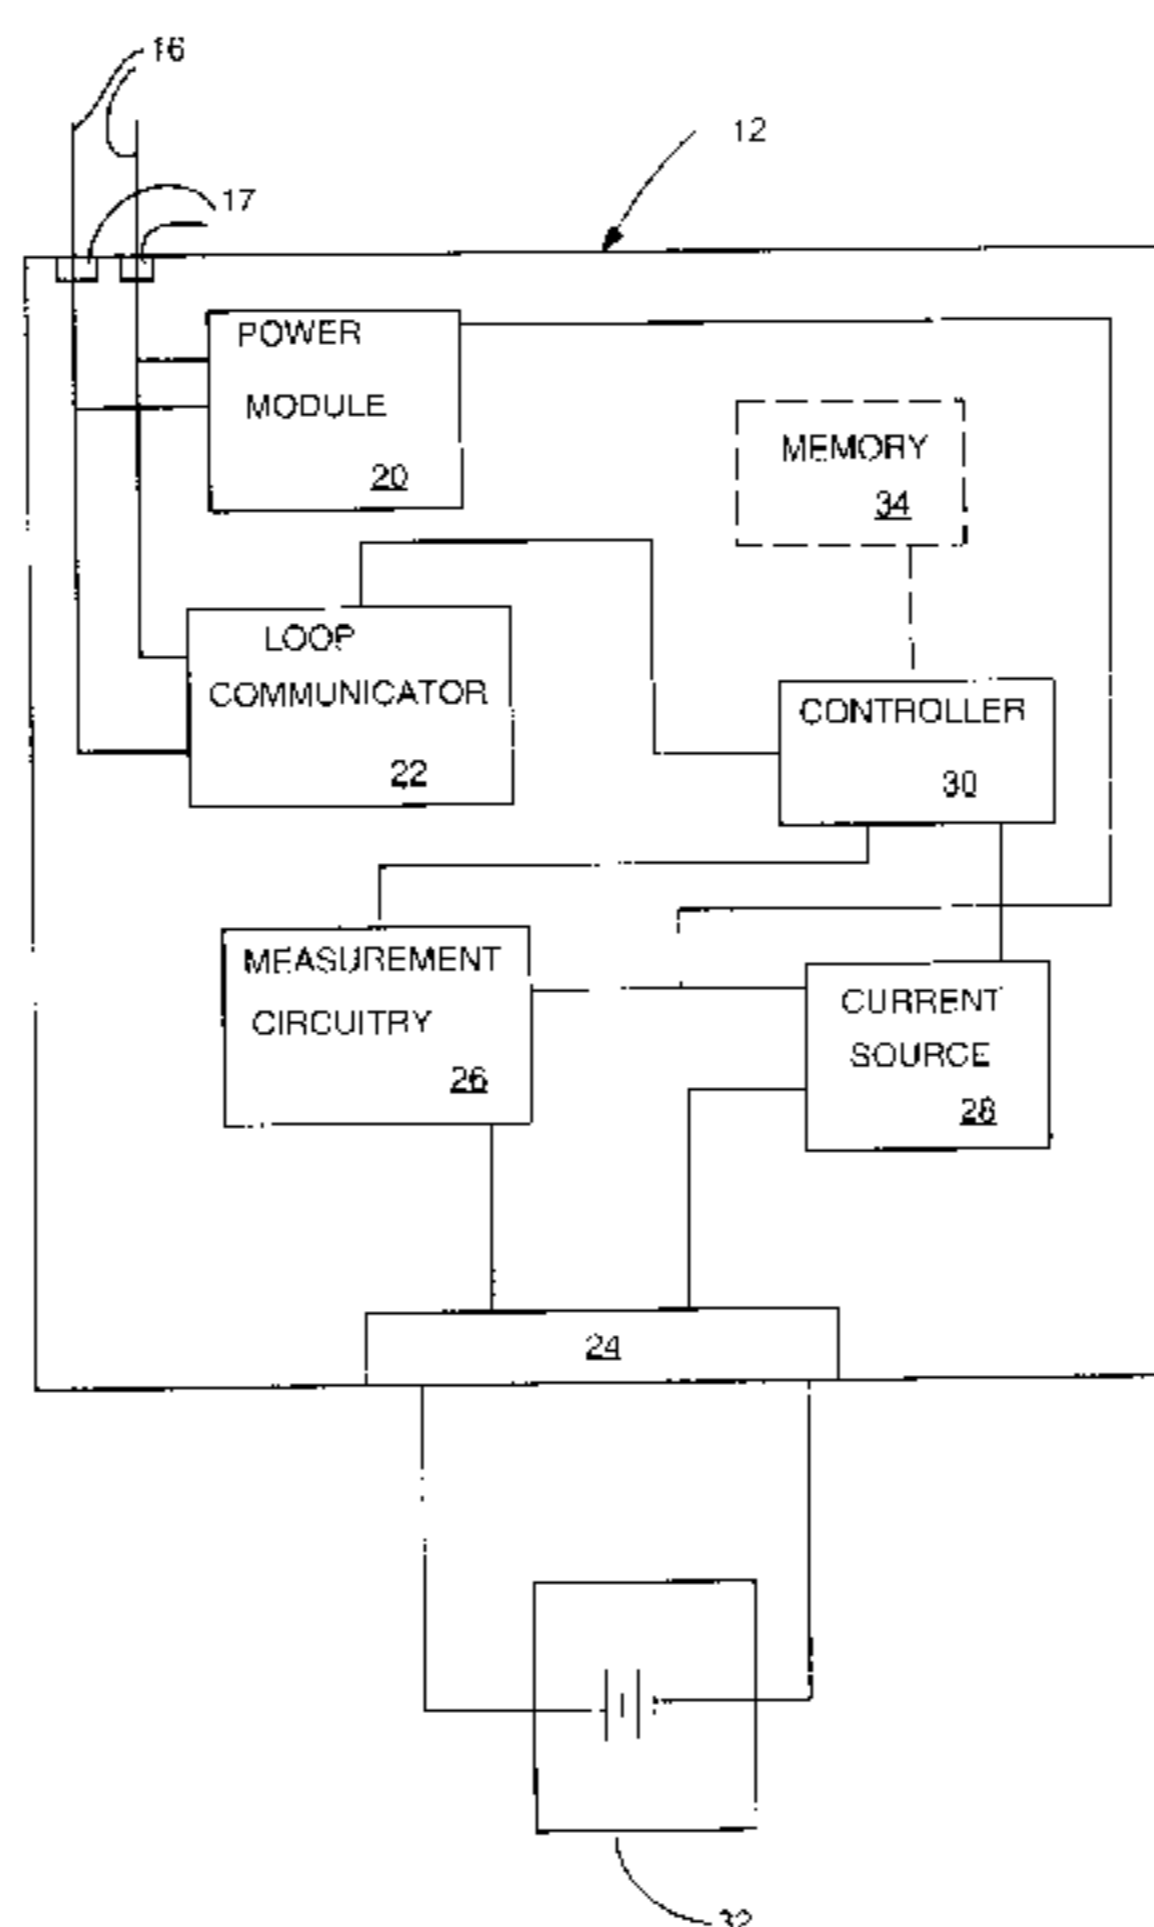 16
12
17
POWER
MODULE
20
MEMORY
34
LOOP
COMMUNICATOR
22
CONTROLLER
30
MEASUREMENT
CIRCUITRY
26
CURRENT
SOURCE
28
24
32